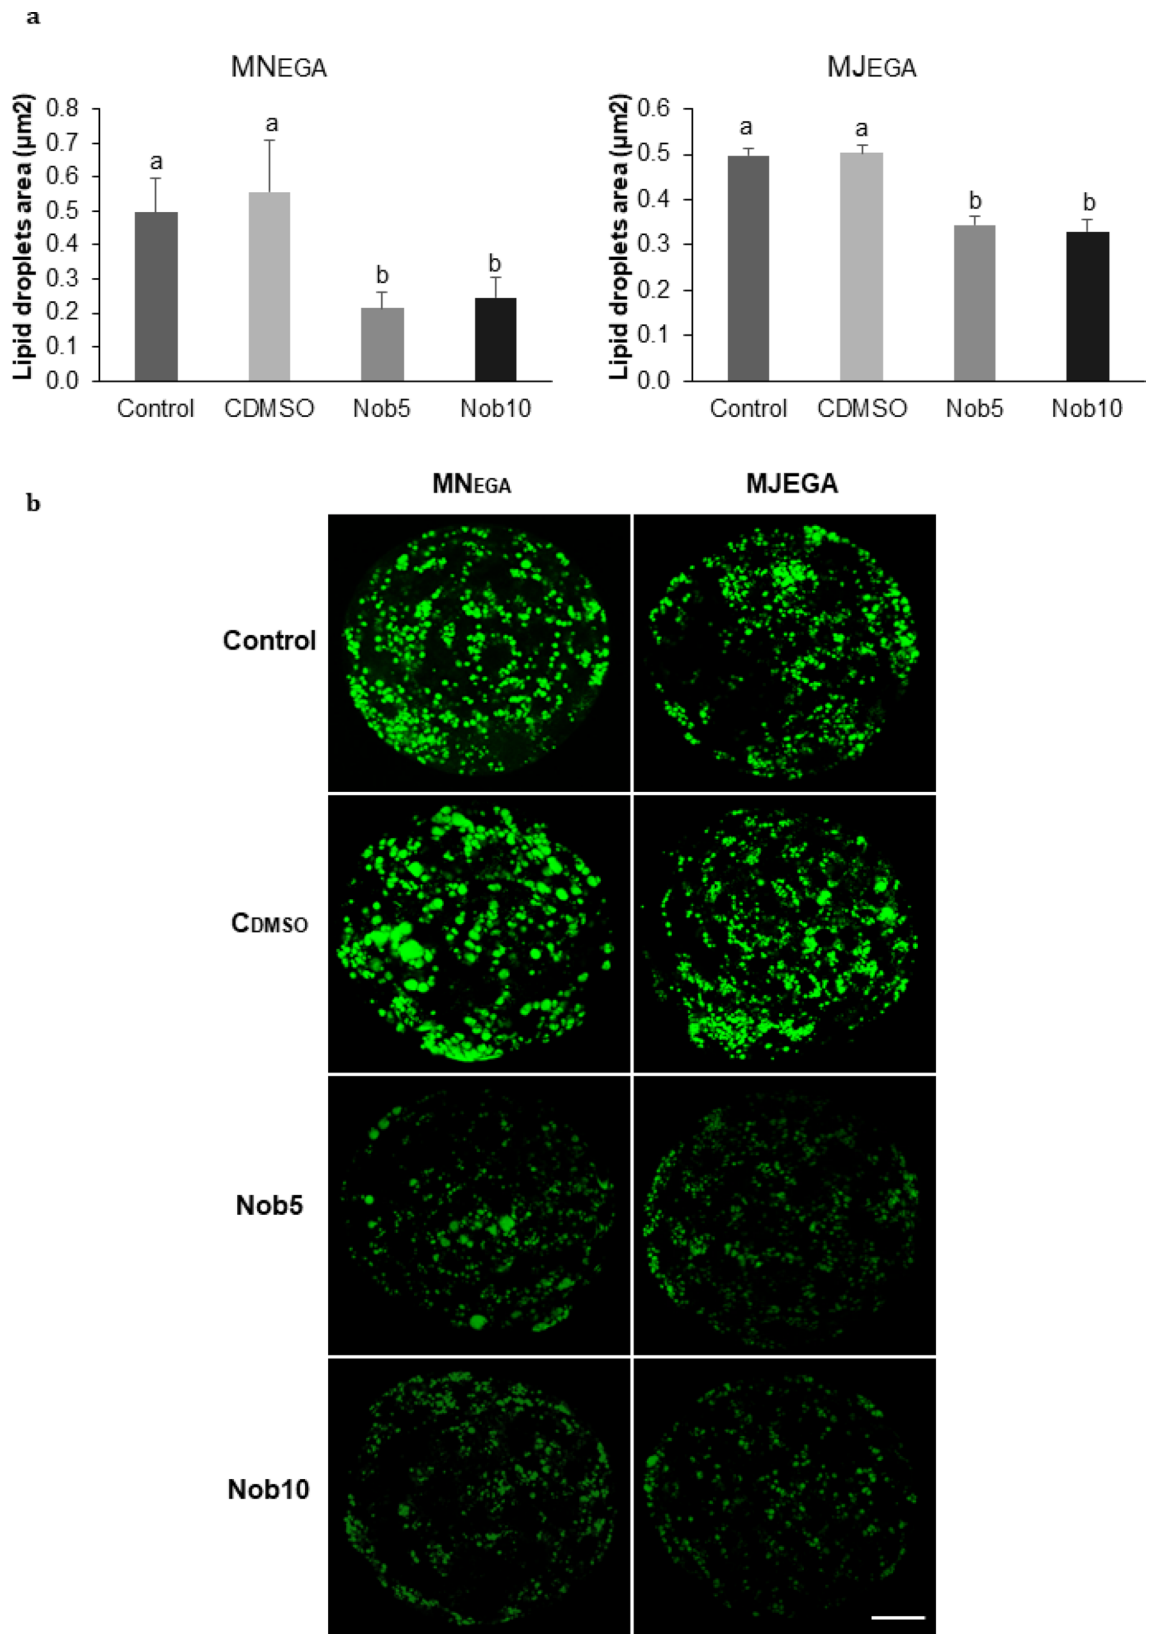 a
MNEGA
Lipid droplets area (µm2)
0.8
0.7
0.6
0.5
0.4
0.3
0.2
0.1
0.0
a
a
b
b
Control CDMSO Nob5 Nob10
MJEGA
Lipid droplets area (µm2)
0.6
0.5
0.4
0.3
0.2
0.1
0.0
a
a
b
b
Control CDMSO Nob5 Nob10
b
MNEGA MJEGA
Control
CDMSO
Nob5
Nob10